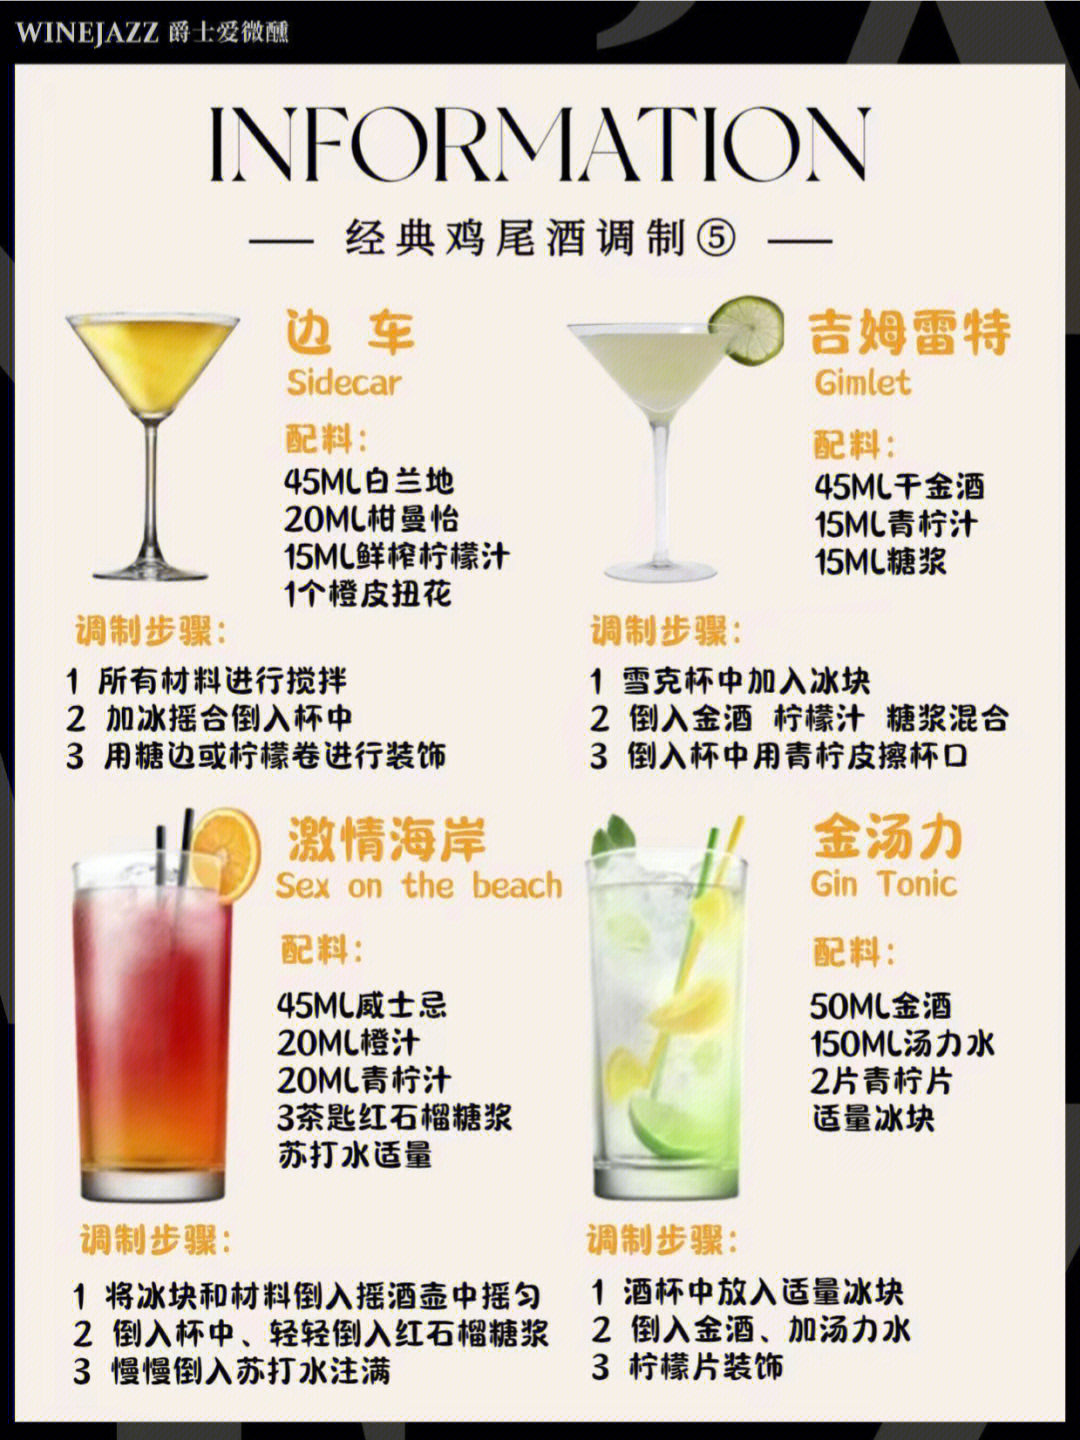 WINEJAZZ 爵士爱微醺
INFORMATION
经典鸡尾酒调制⑤
边 车
Sidecar
配料：
45ML白兰地
20ML柑曼怡
15ML鲜榨柠檬汁
1个橙皮扭花
调制步骤：
1 所有材料进行搅拌
2 加冰摇合倒入杯中
3 用糖边或柠檬卷进行装饰
吉姆雷特
Gimlet
配料：
45ML干金酒
15ML青柠汁
15ML糖浆
调制步骤：
1 雪克杯中加入冰块
2 倒入金酒 柠檬汁 糖浆混合
3 倒入杯中用青柠皮擦杯口
激情海岸
Sex on the beach
配料：
45ML威士忌
20ML橙汁
20ML青柠汁
3茶匙红石榴糖浆
苏打水适量
调制步骤：
1 将冰块和材料倒入摇酒壶中摇匀
2 倒入杯中、轻轻倒入红石榴糖浆
3 慢慢倒入苏打水注满
金汤力
Gin Tonic
配料：
50ML金酒
150ML汤力水
2片青柠片
适量冰块
调制步骤：
1 酒杯中放入适量冰块
2 倒入金酒、加汤力水
3 柠檬片装饰